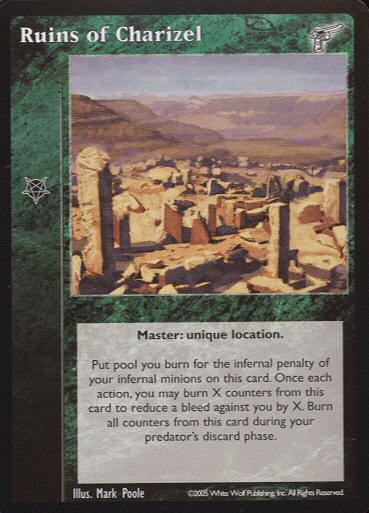 Ruins of Charizel
Master: unique location.
Put pool you burn for the infernal penalty of
your infernal minions on this card. Once each
action, you may burn X counters from this
card to reduce a bleed against you by X. Burn
all counters from this card during your
predator's discard phase.
Illus. Mark Poole
©2005 White Wolf Publishing, Inc. All Rights Reserved.